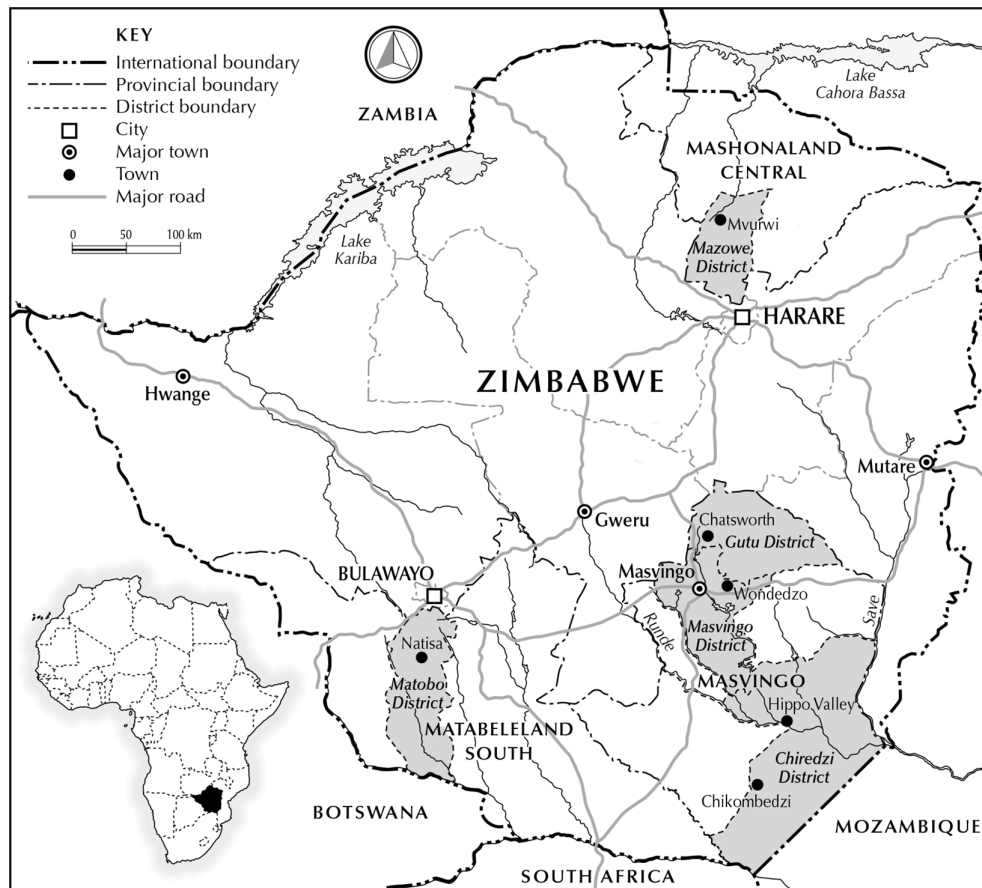 KEY
International boundary
Provincial boundary
District boundary
City
Major town
Town
Major road
0 50 100 km
ZAMBIA
Lake
Cahora Bassa
MASHONALAND
CENTRAL
Mvurwi
Mazowe
District
Lake
Kariba
HARARE
ZIMBABWE
Hwange
Mutare
Gweru
Chatsworth
Gutu District
BULAWAYO
Masvingo
Wondedzo
Masvingo
District
Runde
Save
Natisa
Matobo
District
MASVINGO
Hippo Valley
MATABELELAND
SOUTH
Chiredzi
District
Chikombedzi
BOTSWANA
MOZAMBIQUE
SOUTH AFRICA